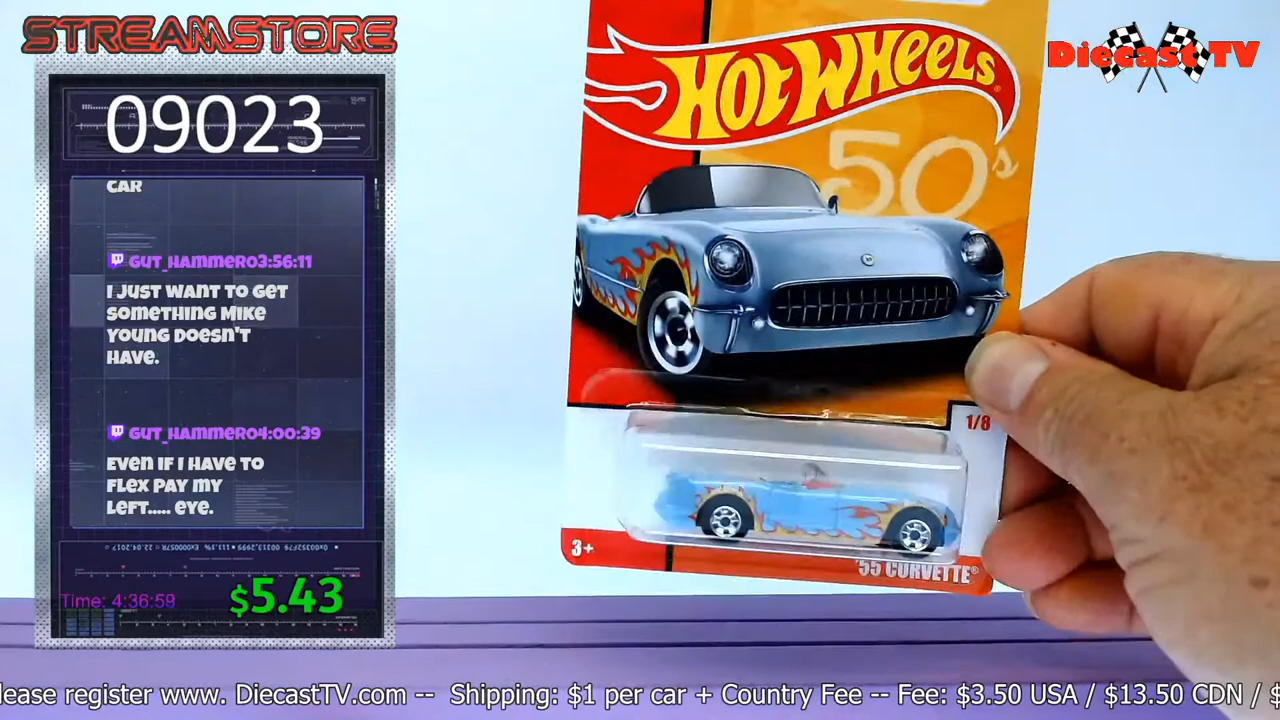 STREAMSTORE
09023
CAR
GUT_HAMMER03:56:11
I JUST WANT TO GET
SOMETHING MIKE
YOUNG DOESN'T
HAVE.
GUT_HAMMER04:00:39
EVEN IF I HAVE TO
FLEX PAY MY
LEFT..... EYE.
Time: 4:36:59
$5.43
HOT WHEELS®
50's
1/8
3+
'55 CORVETTE®
Diecast TV
lease register www. DiecastTV.com -- Shipping: $1 per car + Country Fee -- Fee: $3.50 USA / $13.50 CDN / $